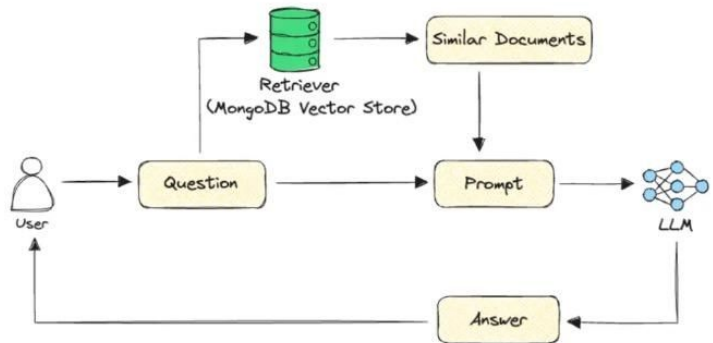 Similar Documents
Retriever
(MongoDB Vector Store)
Question
Prompt
User
LLM
Answer